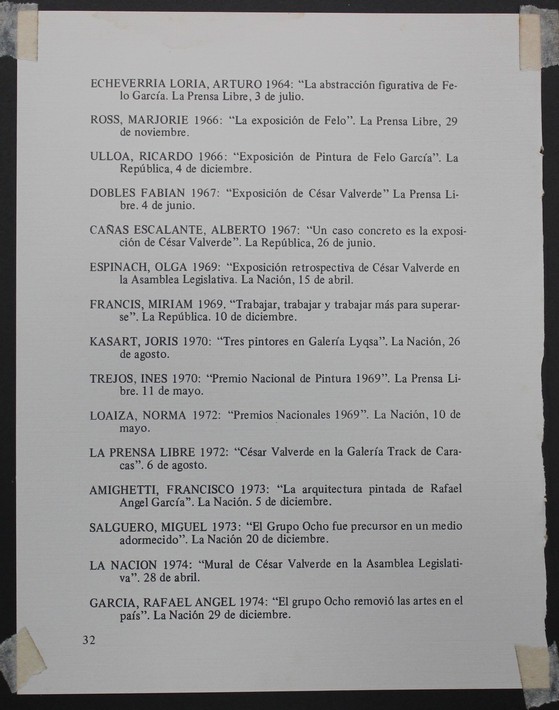 ECHEVERRIA LORIA, ARTURO 1964: “La abstracción figurativa de Fe-
lo García. La Prensa Libre, 3 de julio.
ROSS, MARJORIE 1966: “La exposición de Felo”. La Prensa Libre, 29
de noviembre.
ULLOA, RICARDO 1966: “Exposición de Pintura de Felo García”. La
República, 4 de diciembre.
DOBLES FABIAN 1967: “Exposición de César Valverde” La Prensa Li-
bre. 4 de junio.
CAÑAS ESCALANTE, ALBERTO 1967: “Un caso concreto es la exposi-
ción de César Valverde”. La República, 26 de junio.
ESPINACH, OLGA 1969: “Exposición retrospectiva de César Valverde en
la Asamblea Legislativa. La Nación, 15 de abril.
FRANCIS, MIRIAM 1969, “Trabajar, trabajar y trabajar más para superar-
se”. La República. 10 de diciembre.
KASART, JORIS 1970: “Tres pintores en Galería Lyqsa”. La Nación, 26
de agosto.
TREJOS, INES 1970: “Premio Nacional de Pintura 1969”. La Prensa Li-
bre. 11 de mayo.
LOAIZA, NORMA 1972: “Premios Nacionales 1969”. La Nación, 10 de
mayo.
LA PRENSA LIBRE 1972: “César Valverde en la Galería Track de Cara-
cas”. 6 de agosto.
AMIGHETTI, FRANCISCO 1973: “La arquitectura pintada de Rafael
Angel García”. La Nación. 5 de diciembre.
SALGUERO, MIGUEL 1973: “El Grupo Ocho fue precursor en un medio
adormecido”. La Nación 20 de diciembre.
LA NACION 1974: “Mural de César Valverde en la Asamblea Legislati-
va”. 28 de abril.
GARCIA, RAFAEL ANGEL 1974: “El grupo Ocho removió las artes en el
país”. La Nación 29 de diciembre.
32